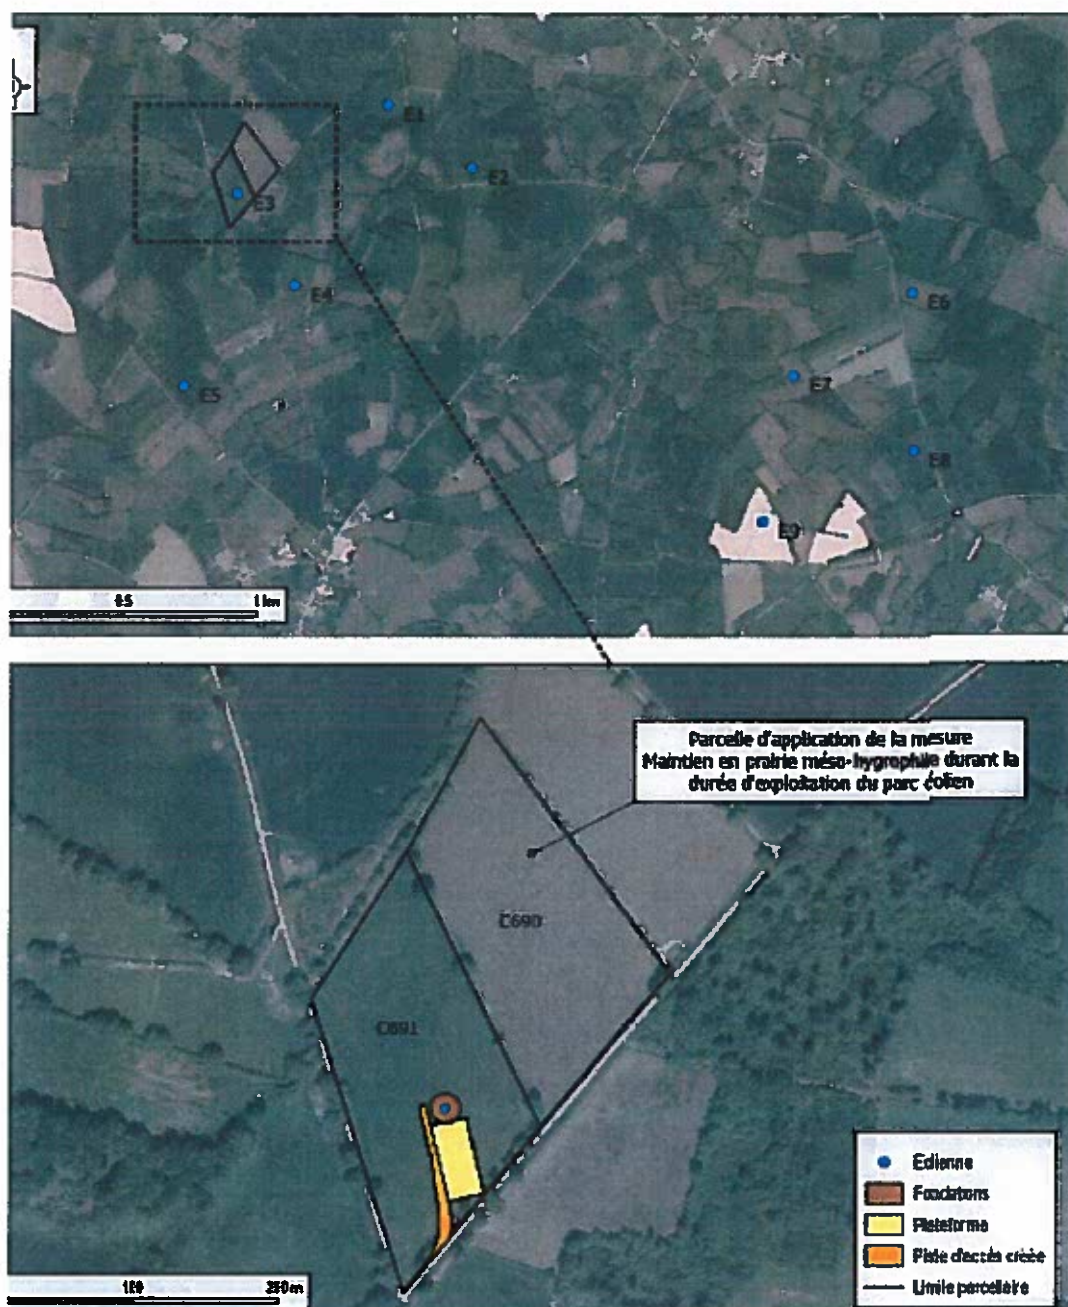 E1
E2
E3
E4
E5
E6
E7
E8
E9
0.5 1 km
Parcelle d'application de la mesure
Maintien en prairie méso-hygrophile durant la
durée d'exploitation du parc éolien
C690
C691
Eolienne
Fondations
Plateforme
Piste d'accès créée
Limite parcellaire
100 200 m